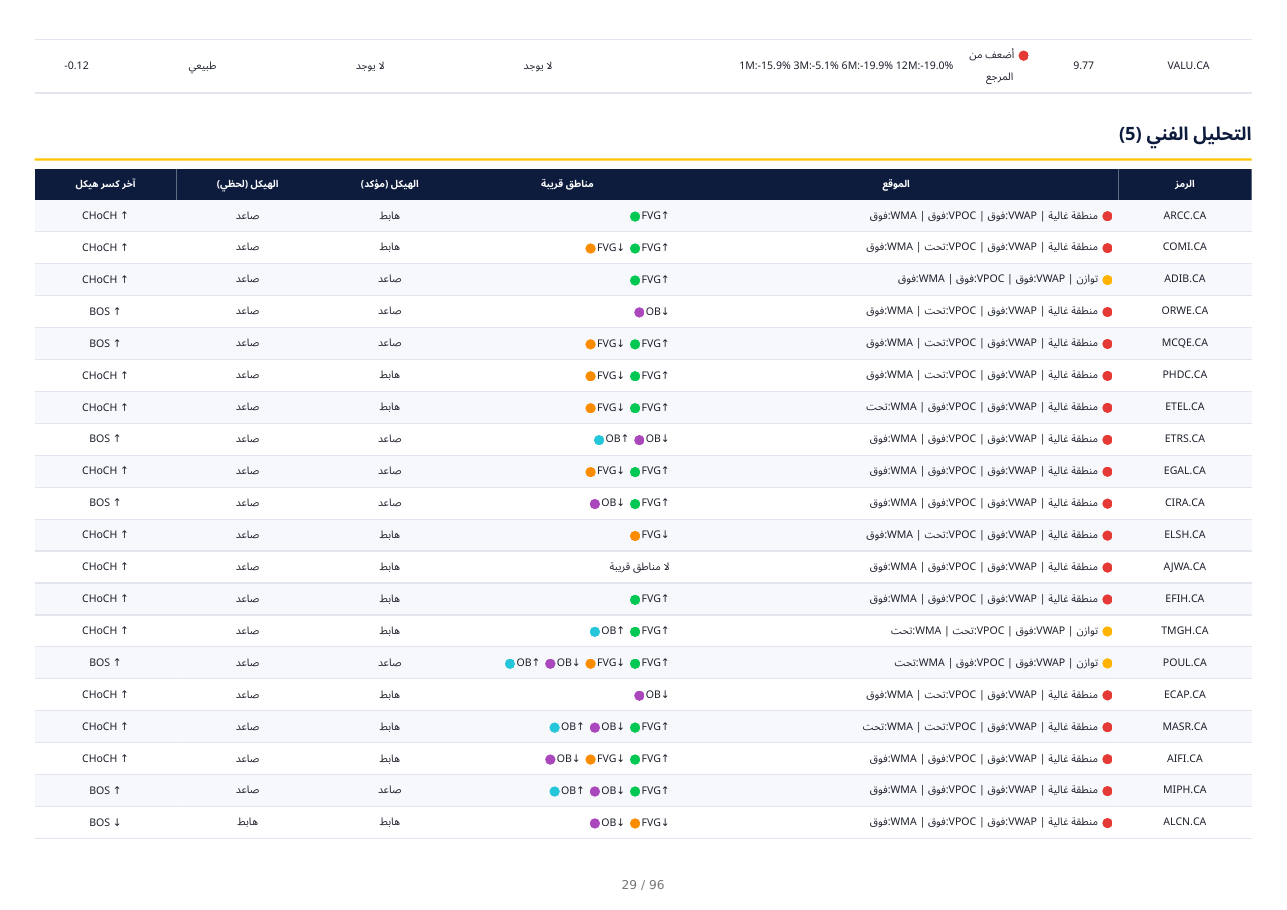 VALU.CA 9.77 أضعف من المرجع 1M:-15.9% 3M:-5.1% 6M:-19.9% 12M:-19.0% لا يوجد لا يوجد طبيعي -0.12
التحليل الفني (5)
الرمز الموقع مناطق قريبة الهيكل (مؤكد) الهيكل (لحظي) آخر كسر هيكل
ARCC.CA منطقة غالية | VWAP:فوق | VPOC:فوق | WMA:فوق FVG↑ هابط صاعد CHoCH ↑
COMI.CA منطقة غالية | VWAP:فوق | VPOC:تحت | WMA:فوق FVG↑ FVG↓ هابط صاعد CHoCH ↑
ADIB.CA توازن | VWAP:فوق | VPOC:فوق | WMA:فوق FVG↑ صاعد صاعد CHoCH ↑
ORWE.CA منطقة غالية | VWAP:فوق | VPOC:تحت | WMA:فوق OB↓ صاعد صاعد BOS ↑
MCQE.CA منطقة غالية | VWAP:فوق | VPOC:تحت | WMA:فوق FVG↑ FVG↓ صاعد صاعد BOS ↑
PHDC.CA منطقة غالية | VWAP:فوق | VPOC:تحت | WMA:فوق FVG↑ FVG↓ هابط صاعد CHoCH ↑
ETEL.CA منطقة غالية | VWAP:فوق | VPOC:فوق | WMA:تحت FVG↑ FVG↓ هابط صاعد CHoCH ↑
ETRS.CA منطقة غالية | VWAP:فوق | VPOC:فوق | WMA:فوق OB↓ OB↑ صاعد صاعد BOS ↑
EGAL.CA منطقة غالية | VWAP:فوق | VPOC:فوق | WMA:فوق FVG↑ FVG↓ صاعد صاعد CHoCH ↑
CIRA.CA منطقة غالية | VWAP:فوق | VPOC:فوق | WMA:فوق FVG↑ OB↓ صاعد صاعد BOS ↑
ELSH.CA منطقة غالية | VWAP:فوق | VPOC:تحت | WMA:فوق FVG↓ هابط صاعد CHoCH ↑
AJWA.CA منطقة غالية | VWAP:فوق | VPOC:فوق | WMA:فوق لا مناطق قريبة هابط صاعد CHoCH ↑
EFIH.CA منطقة غالية | VWAP:فوق | VPOC:فوق | WMA:فوق FVG↑ هابط صاعد CHoCH ↑
TMGH.CA توازن | VWAP:فوق | VPOC:تحت | WMA:تحت FVG↑ OB↑ هابط صاعد CHoCH ↑
POUL.CA توازن | VWAP:فوق | VPOC:فوق | WMA:تحت FVG↑ FVG↓ OB↓ OB↑ صاعد صاعد BOS ↑
ECAP.CA منطقة غالية | VWAP:فوق | VPOC:تحت | WMA:فوق OB↓ هابط صاعد CHoCH ↑
MASR.CA منطقة غالية | VWAP:فوق | VPOC:تحت | WMA:تحت FVG↑ OB↓ OB↑ هابط صاعد CHoCH ↑
AIFI.CA منطقة غالية | VWAP:فوق | VPOC:فوق | WMA:فوق FVG↑ FVG↓ OB↓ هابط صاعد CHoCH ↑
MIPH.CA منطقة غالية | VWAP:فوق | VPOC:فوق | WMA:فوق FVG↑ OB↓ OB↑ صاعد صاعد BOS ↑
ALCN.CA منطقة غالية | VWAP:فوق | VPOC:فوق | WMA:فوق FVG↓ OB↓ هابط هابط BOS ↓
29 / 96